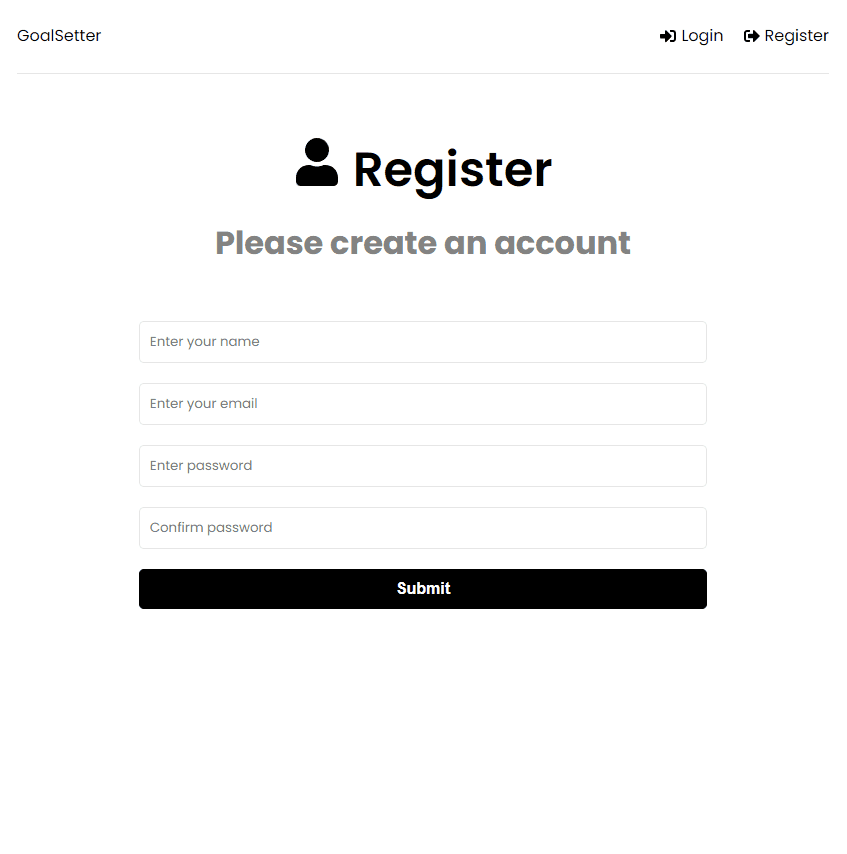 GoalSetter
Login
Register
Register
Please create an account
Enter your name
Enter your email
Enter password
Confirm password
Submit